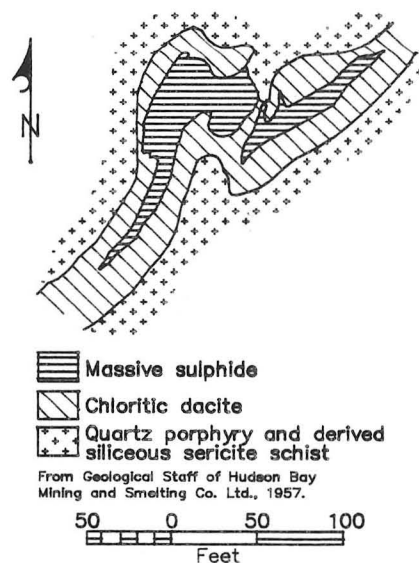 N
Massive sulphide
Chloritic dacite
Quartz porphyry and derived
siliceous sericite schist
From Geological Staff of Hudson Bay
Mining and Smelting Co. Ltd., 1957.
50 0 50 100
Feet